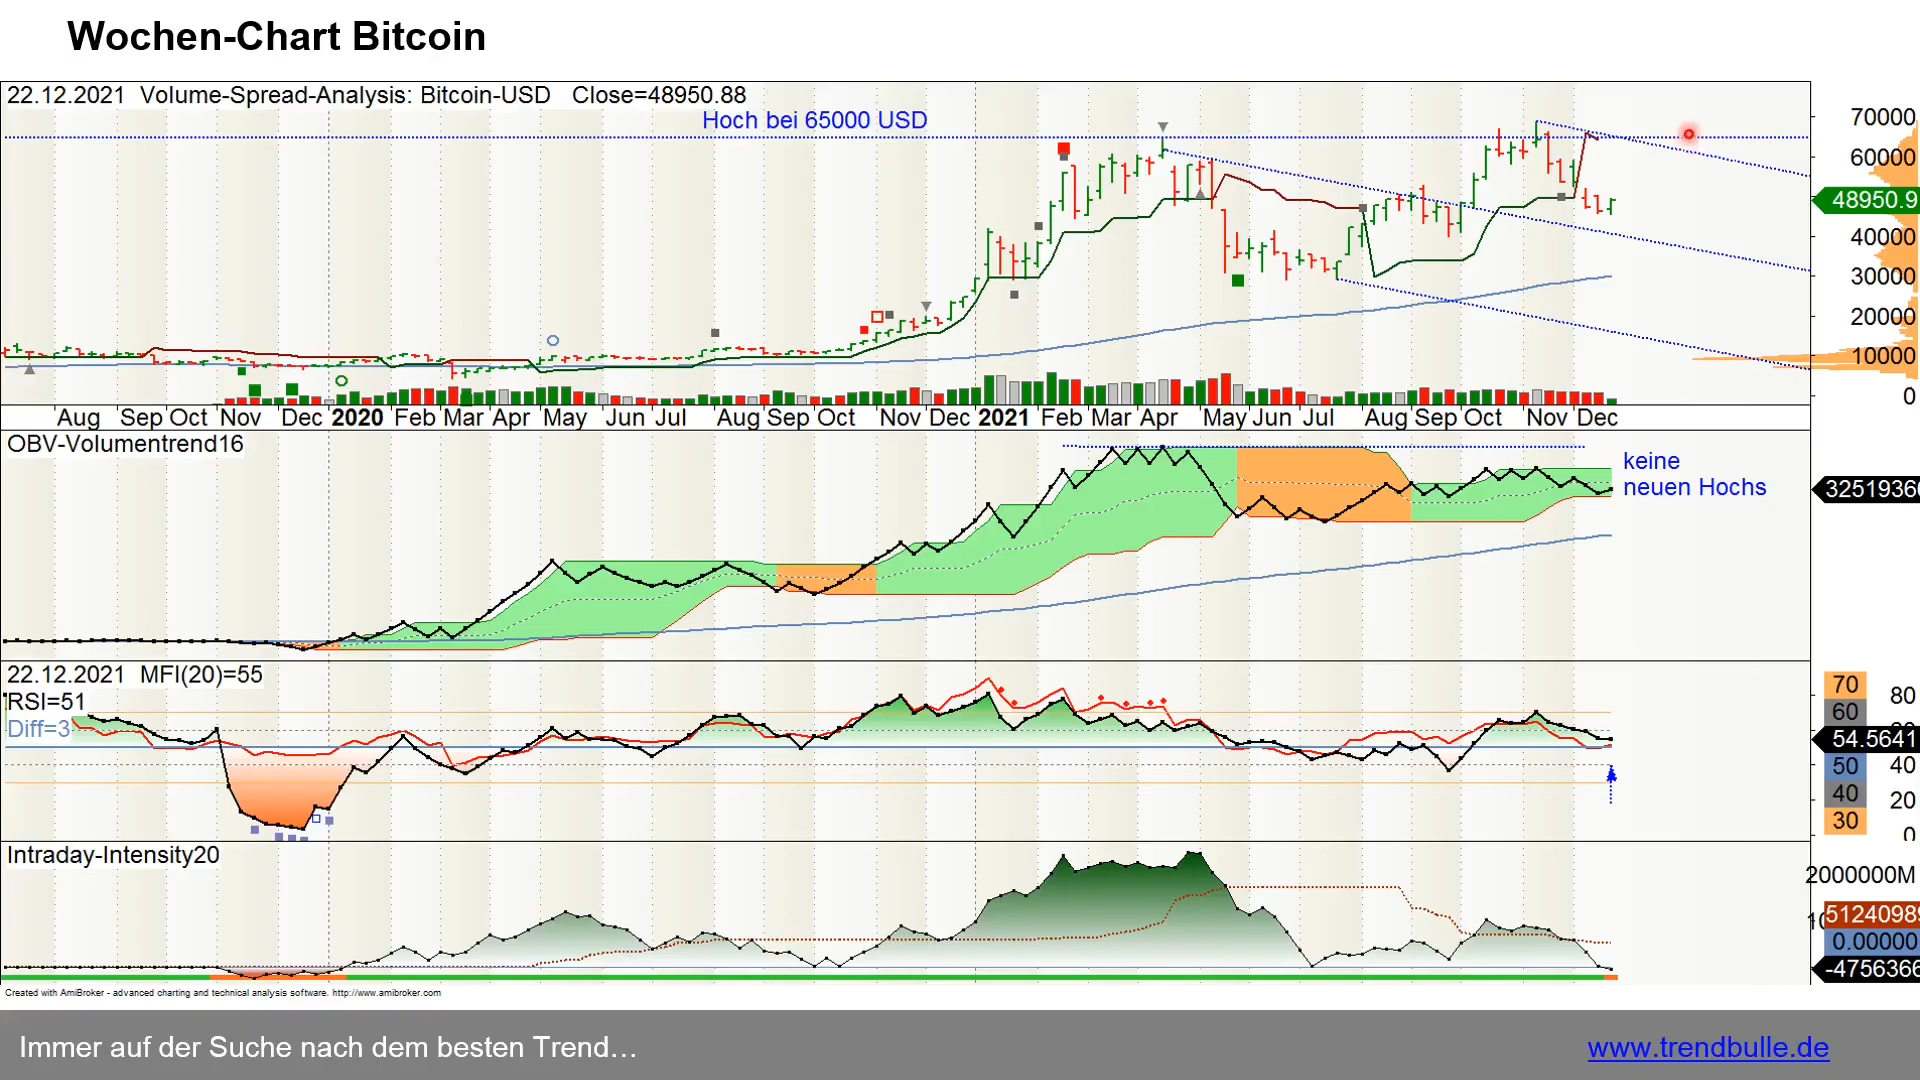 Wochen-Chart Bitcoin
22.12.2021 Volume-Spread-Analysis: Bitcoin-USD Close=48950.88
Hoch bei 65000 USD
70000
60000
48950.9
40000
30000
20000
10000
0
Aug Sep Oct Nov Dec 2020 Feb Mar Apr May Jun Jul Aug Sep Oct Nov Dec 2021 Feb Mar Apr May Jun Jul Aug Sep Oct Nov Dec
OBV-Volumentrend16
keine
neuen Hochs
32519360
22.12.2021 MFI(20)=55
RSI=51
Diff=3
70
80
60
54.5641
50
40
40
20
30
0
Intraday-Intensity20
2000000M
51240989
0.00000
-4756366
Created with AmiBroker - advanced charting and technical analysis software. http://www.amibroker.com
Immer auf der Suche nach dem besten Trend…
www.trendbulle.de